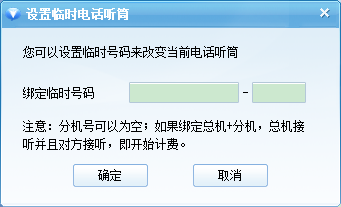 设置临时电话听筒
您可以设置临时号码来改变当前电话听筒
绑定临时号码 -
注意：分机号可以为空；如果绑定总机+分机，总机接
听并且对方接听，即开始计费。
确定 取消